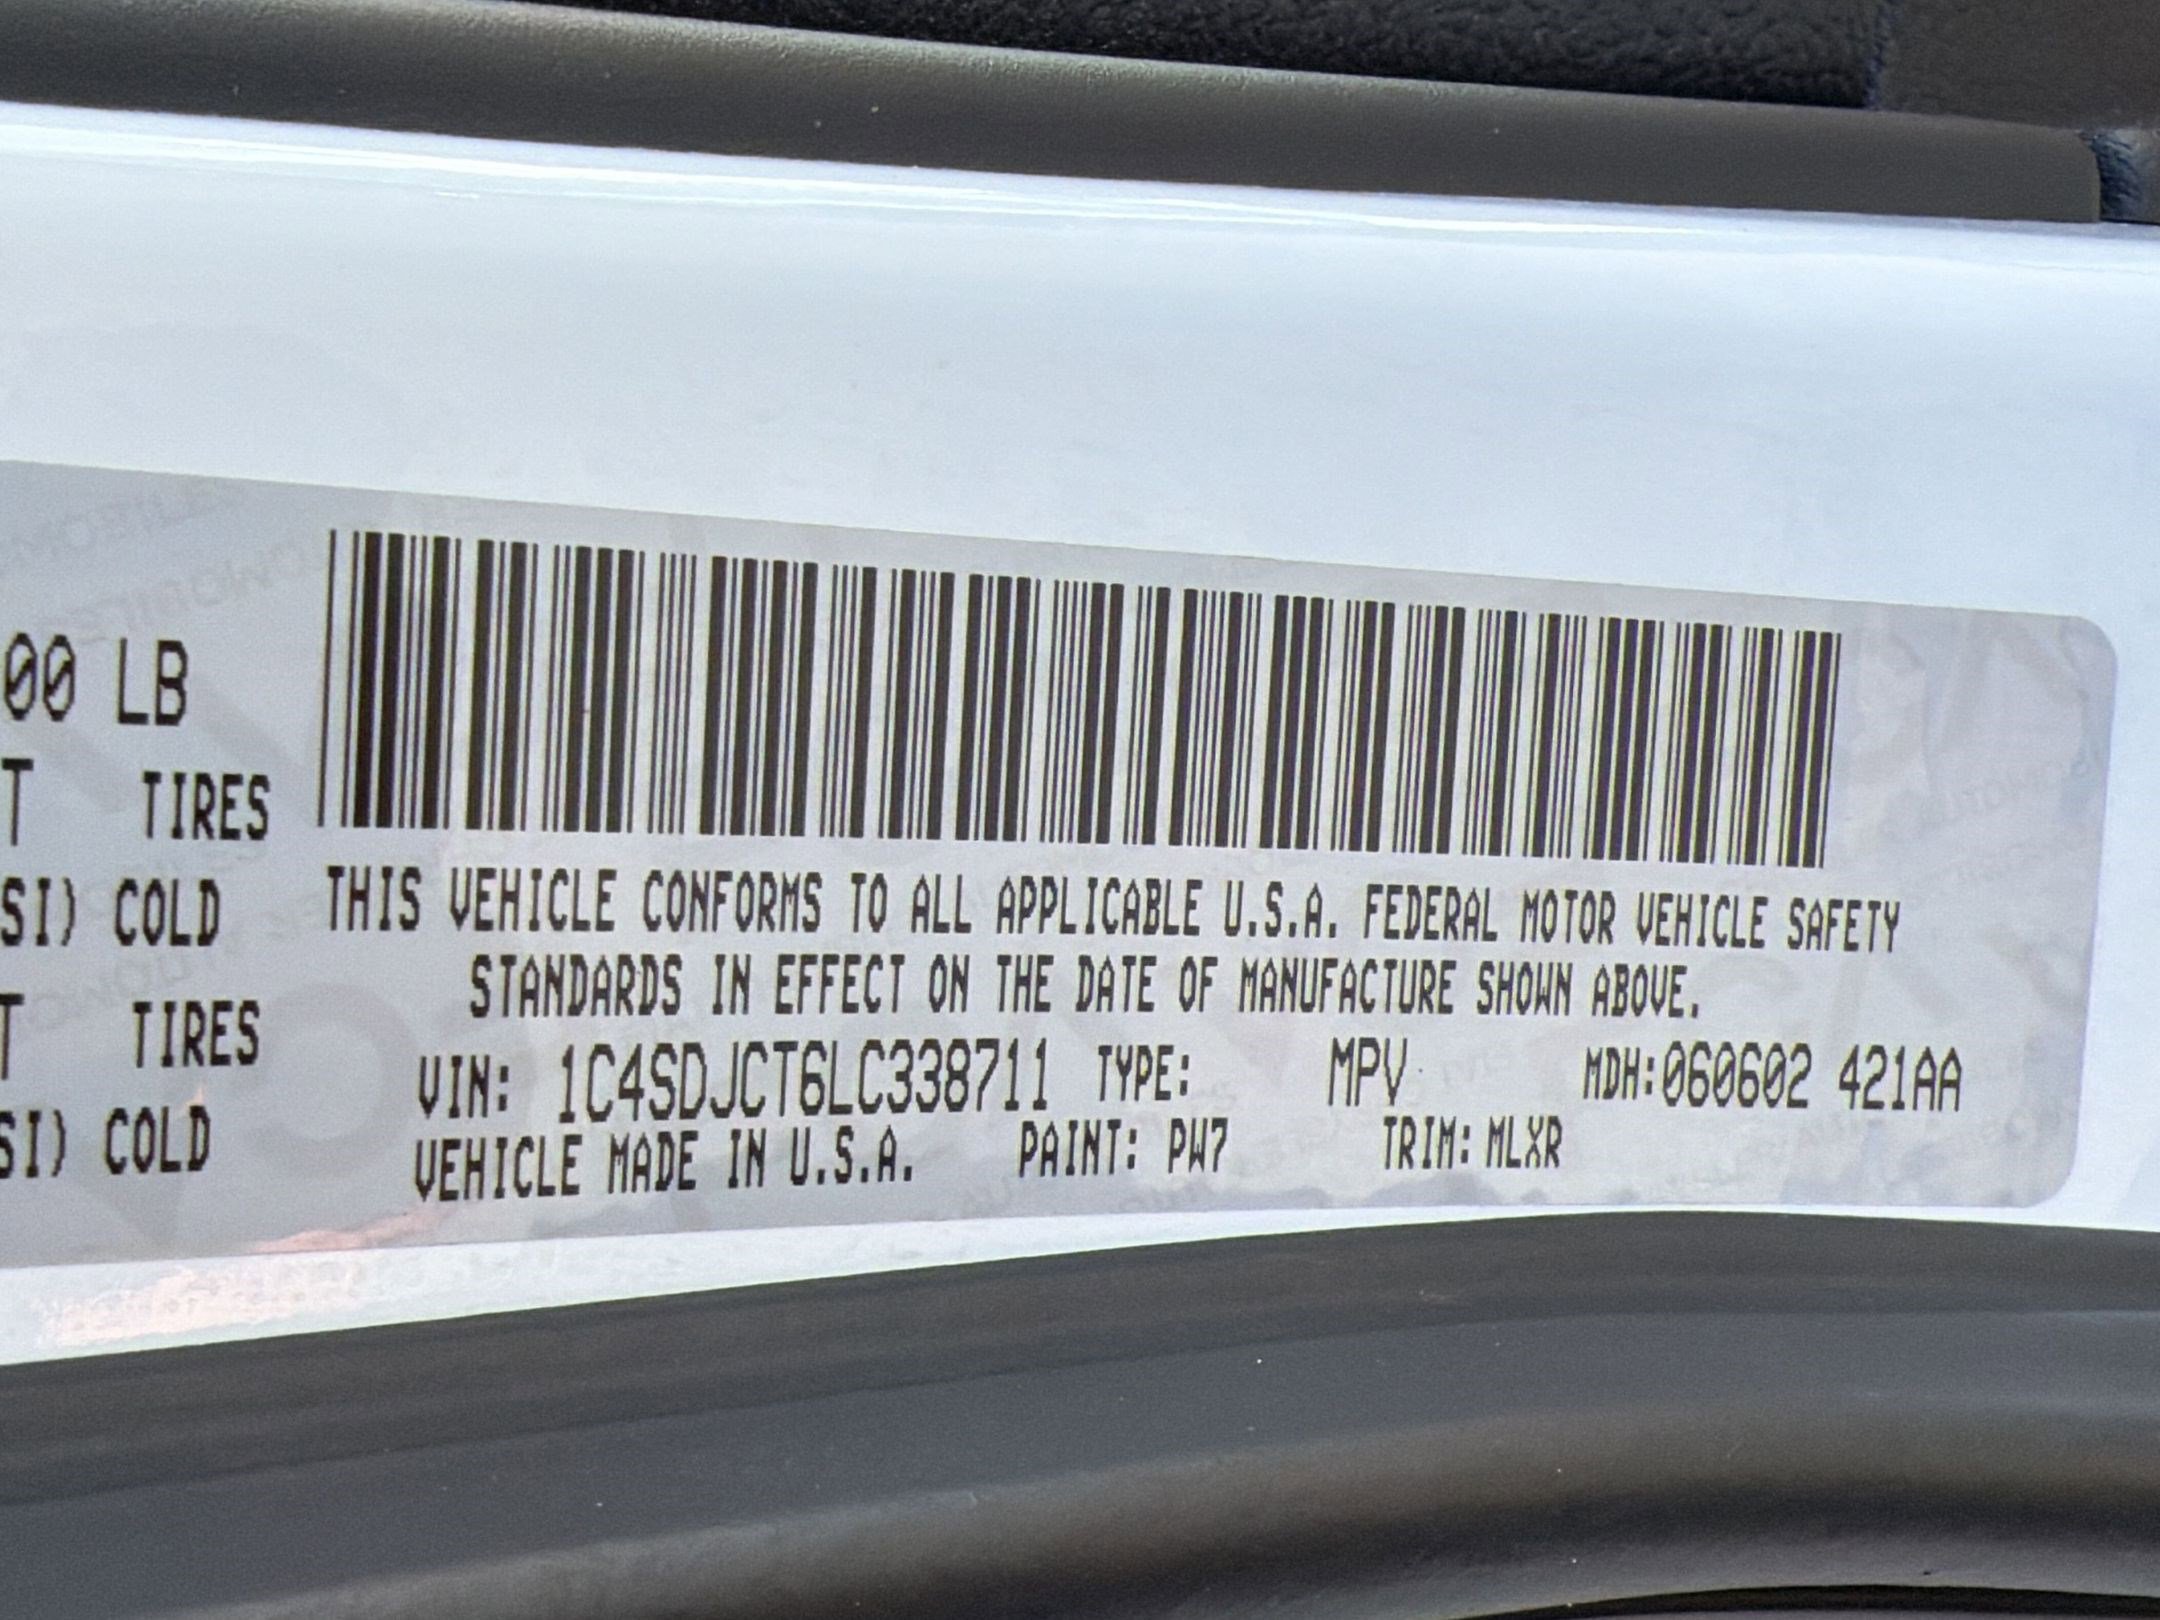 00 LB
T TIRES
SI) COLD
T TIRES
SI) COLD
THIS VEHICLE CONFORMS TO ALL APPLICABLE U.S.A. FEDERAL MOTOR VEHICLE SAFETY
STANDARDS IN EFFECT ON THE DATE OF MANUFACTURE SHOWN ABOVE.
VIN: 1C4SDJCT6LC338711 TYPE: MPV MDH:060602 421AA
VEHICLE MADE IN U.S.A. PAINT: PW7 TRIM: MLXR